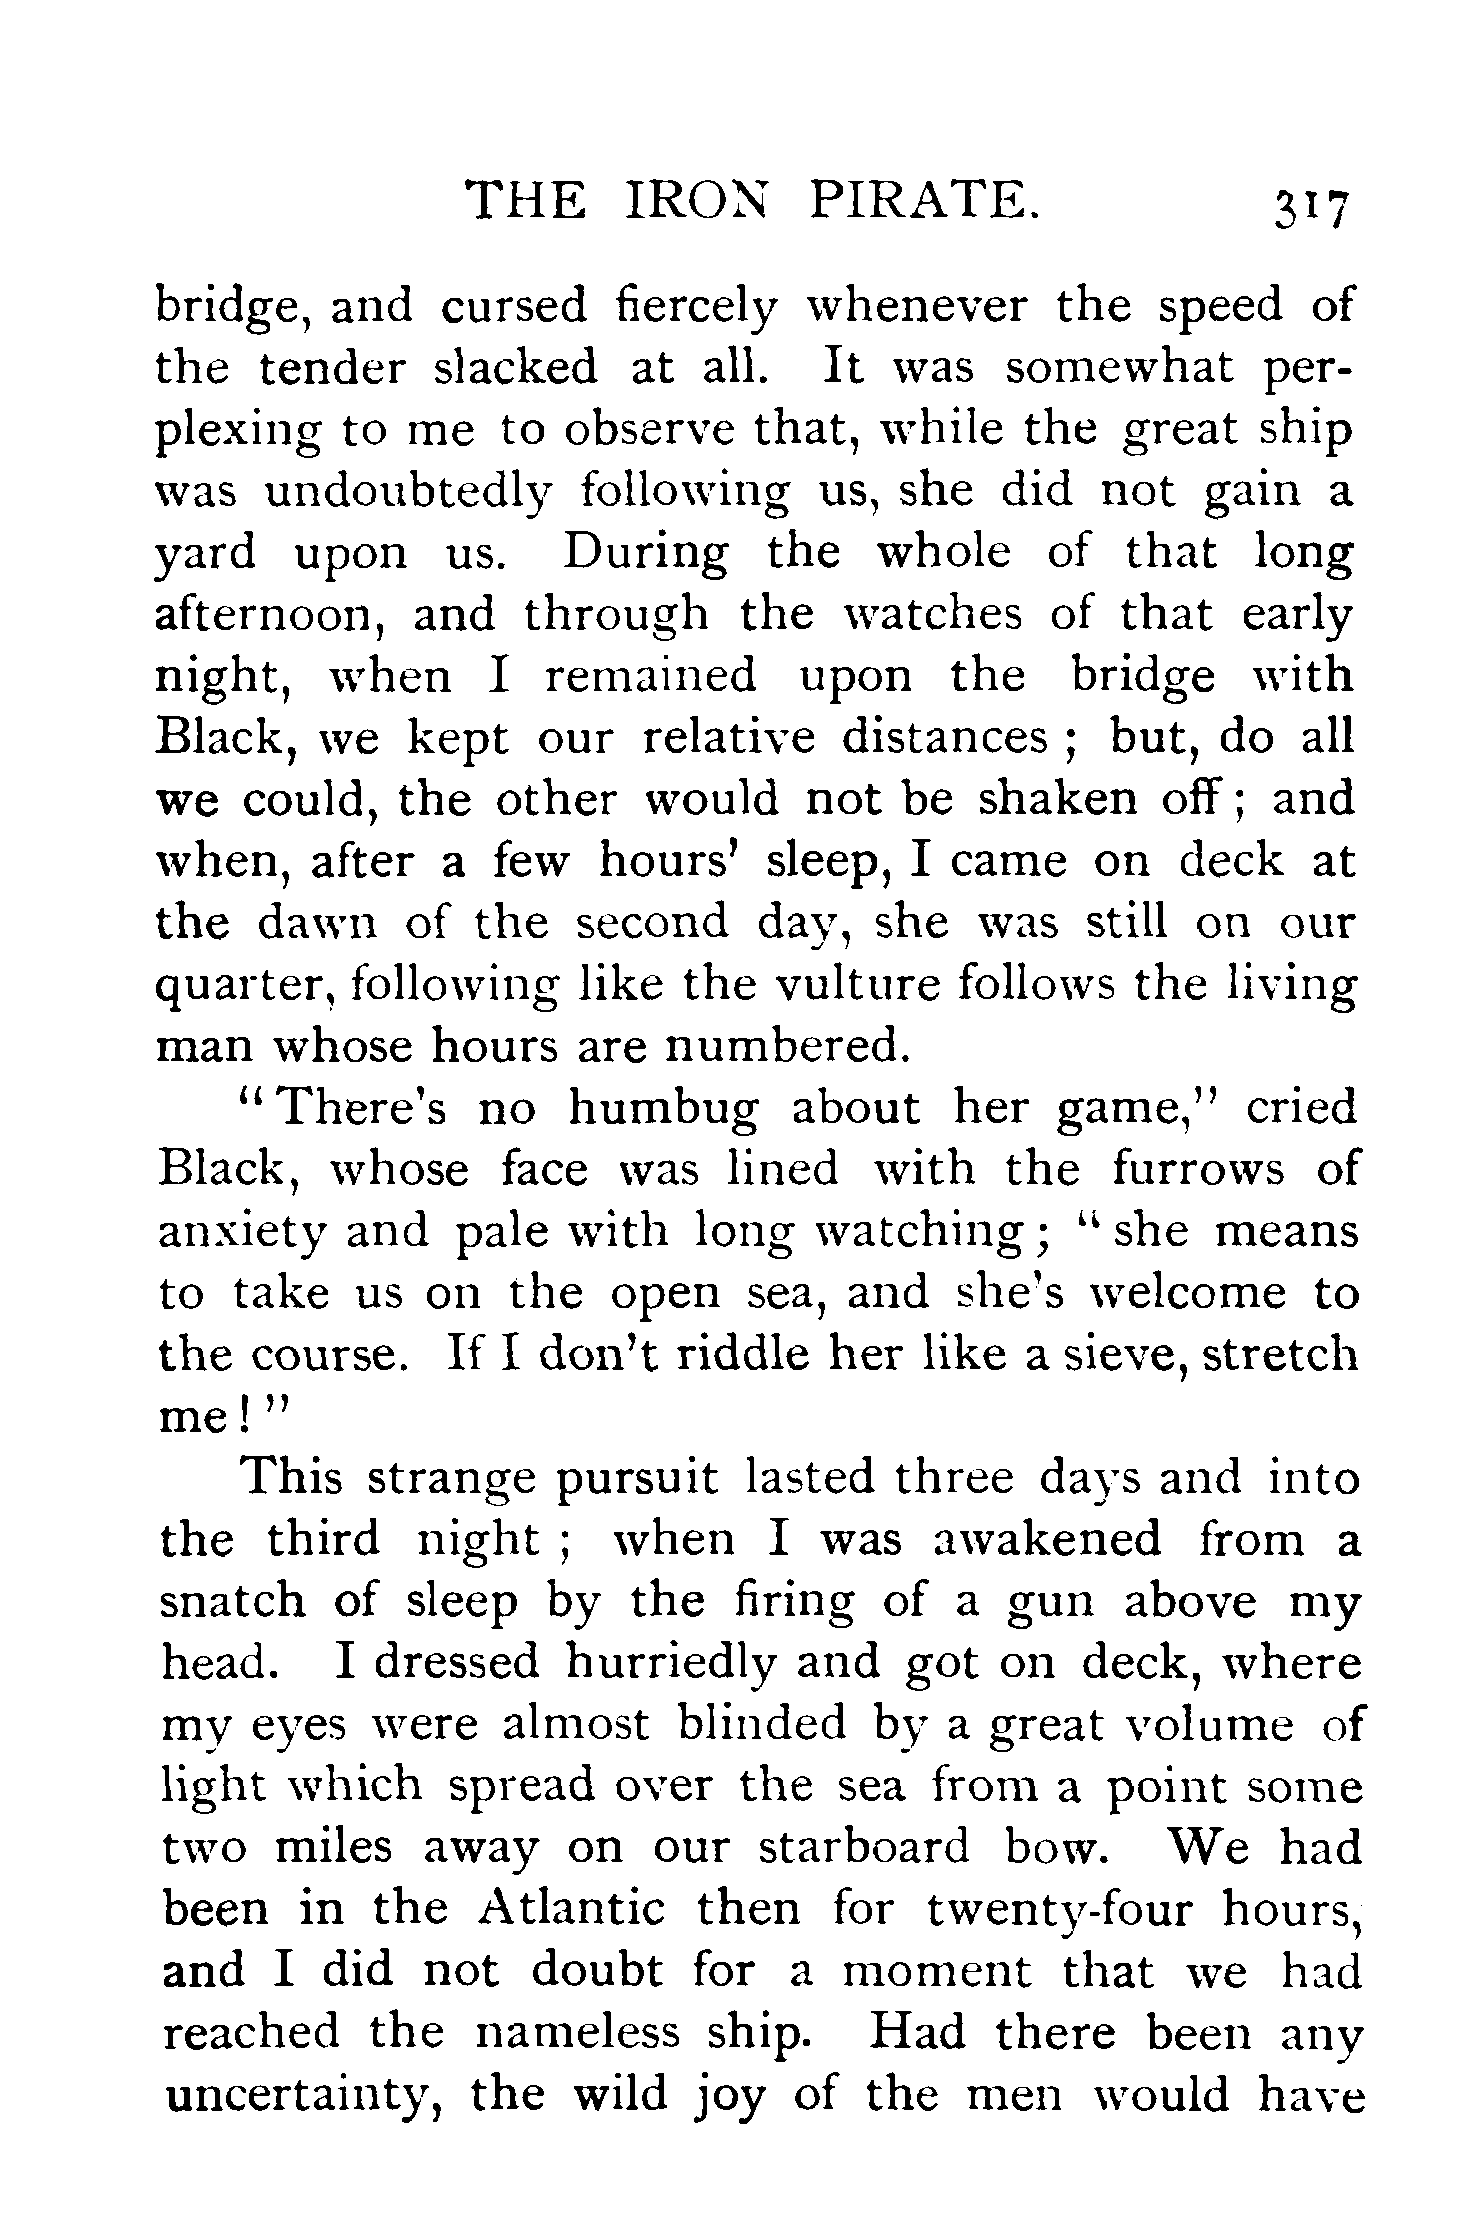 THE IRON PIRATE. 317
bridge, and cursed fiercely whenever the speed of
the tender slacked at all. It was somewhat per-
plexing to me to observe that, while the great ship
was undoubtedly following us, she did not gain a
yard upon us. During the whole of that long
afternoon, and through the watches of that early
night, when I remained upon the bridge with
Black, we kept our relative distances ; but, do all
we could, the other would not be shaken off ; and
when, after a few hours' sleep, I came on deck at
the dawn of the second day, she was still on our
quarter, following like the vulture follows the living
man whose hours are numbered.
“ There's no humbug about her game,” cried
Black, whose face was lined with the furrows of
anxiety and pale with long watching ; “ she means
to take us on the open sea, and she's welcome to
the course. If I don't riddle her like a sieve, stretch
me ! ”
This strange pursuit lasted three days and into
the third night ; when I was awakened from a
snatch of sleep by the firing of a gun above my
head. I dressed hurriedly and got on deck, where
my eyes were almost blinded by a great volume of
light which spread over the sea from a point some
two miles away on our starboard bow. We had
been in the Atlantic then for twenty-four hours,
and I did not doubt for a moment that we had
reached the nameless ship. Had there been any
uncertainty, the wild joy of the men would have